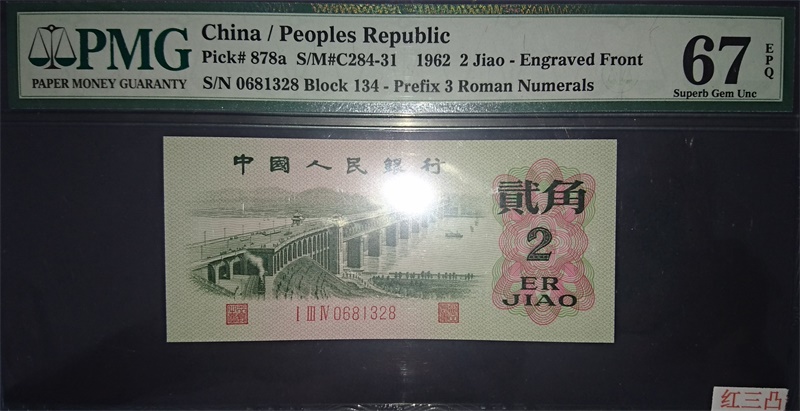 PMG
PAPER MONEY GUARANTY
China / Peoples Republic
Pick# 878a S/M#C284-31 1962 2 Jiao - Engraved Front
S/N 0681328 Block 134 - Prefix 3 Roman Numerals
67
EPQ
Superb Gem Unc
中國人民銀行
貳角
2
ER
JIAO
I III IV 0681328
红三凸